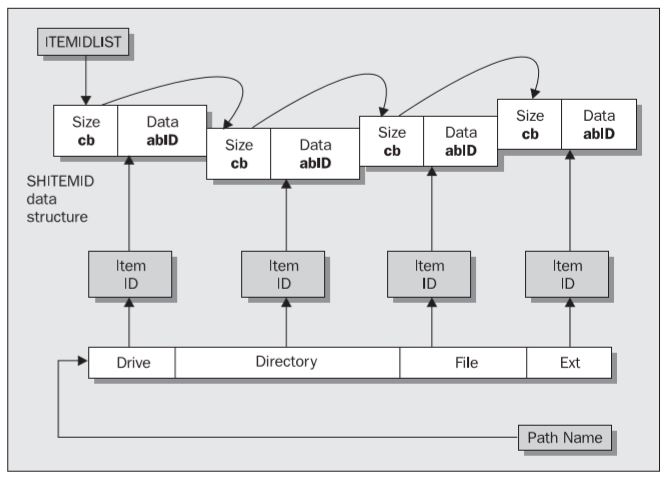 ITEMIDLIST
Size
cb
Data
abID
Size
cb
Data
abID
Size
cb
Data
abID
Size
cb
Data
abID
SHITEMID
data
structure
Item
ID
Item
ID
Item
ID
Item
ID
Drive
Directory
File
Ext
Path Name